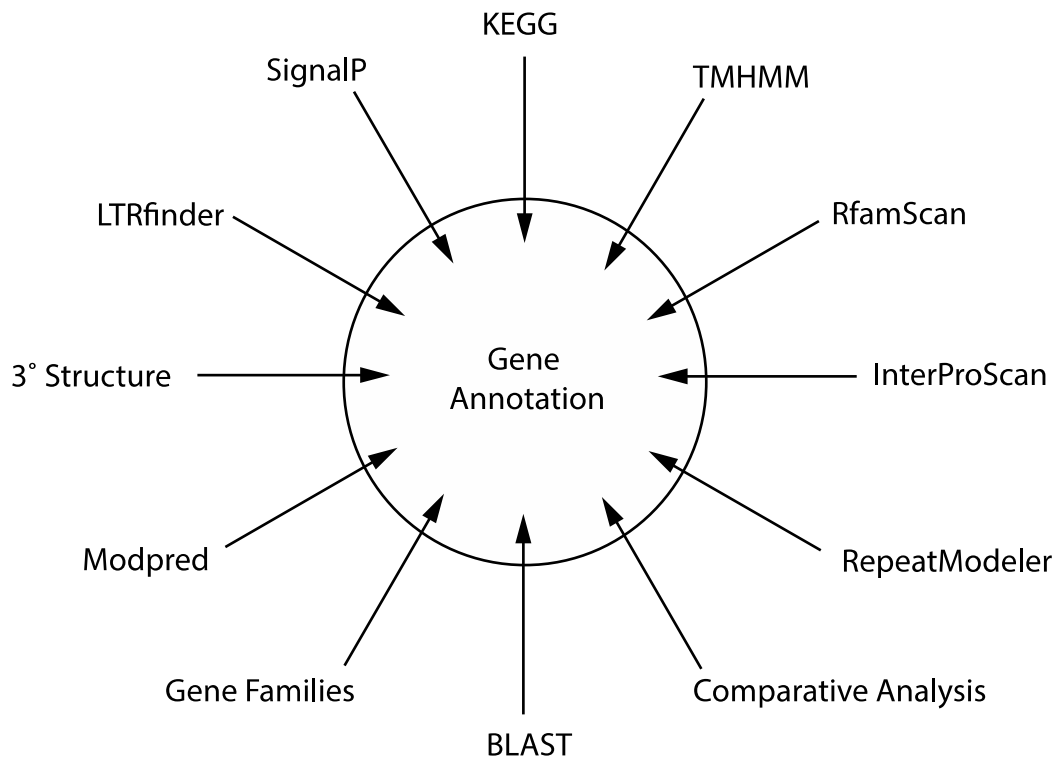 KEGG
SignalP
TMHMM
LTRfinder
RfamScan
3˚ Structure
Gene
Annotation
InterProScan
Modpred
RepeatModeler
Gene Families
Comparative Analysis
BLAST